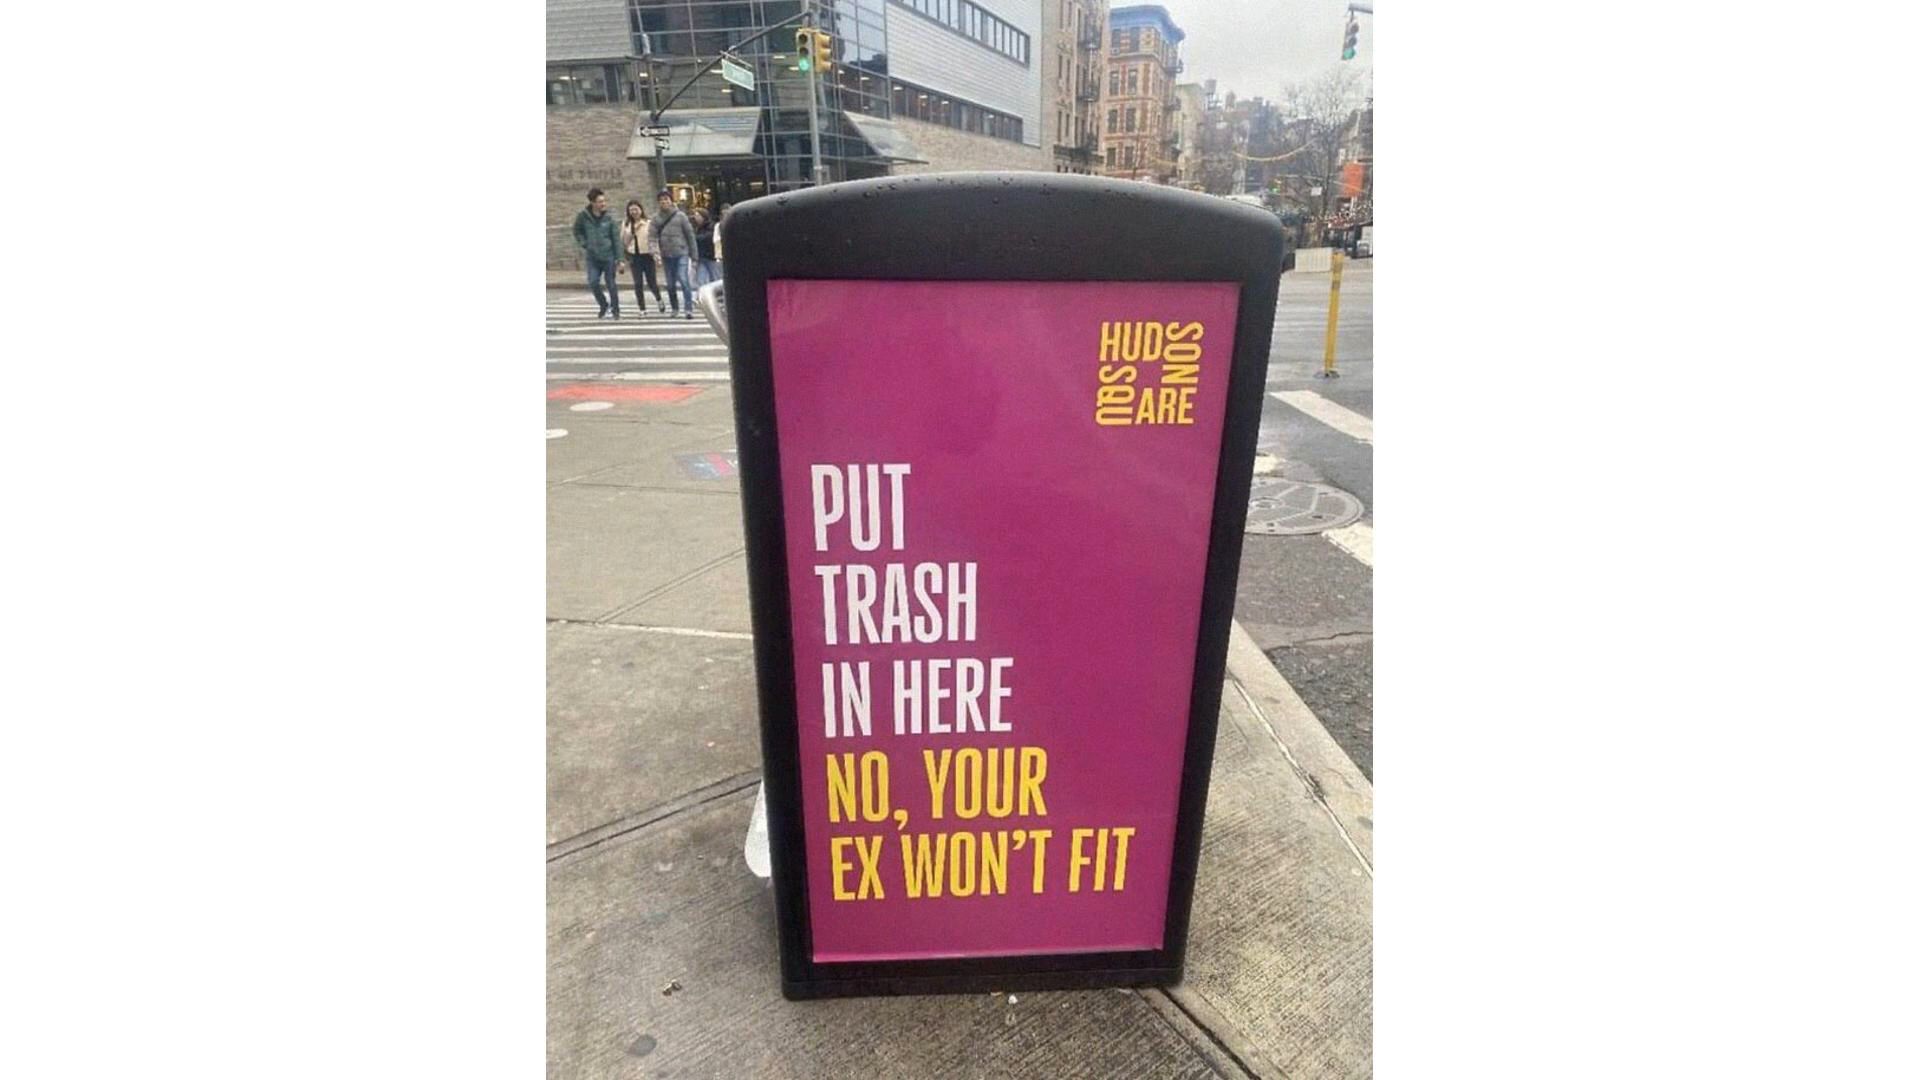 HUDSON
SQUARE
PUT
TRASH
IN HERE
NO, YOUR
EX WON'T FIT